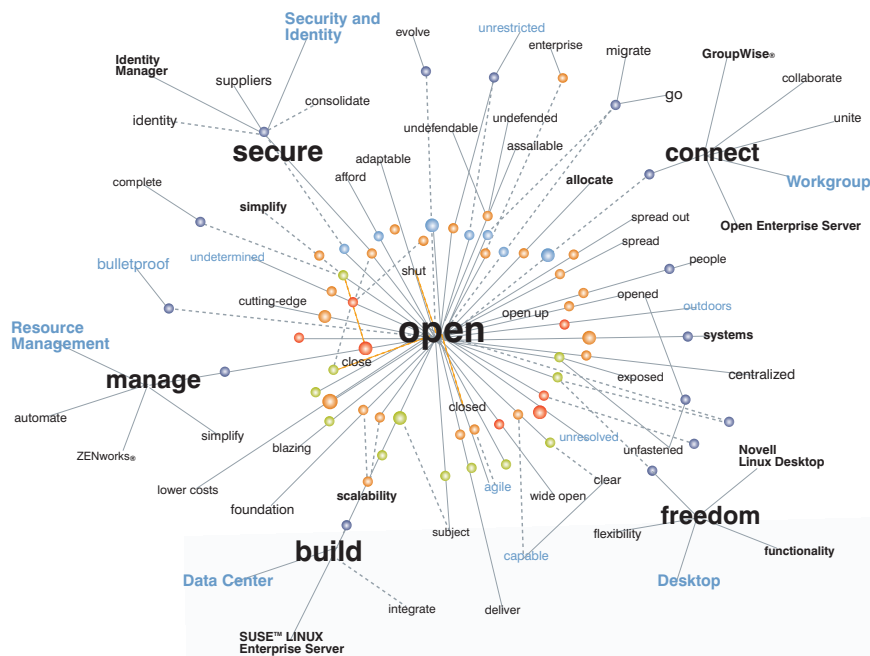 Security and
Identity
evolve
unrestricted
enterprise
migrate
Identity
Manager
GroupWise®
suppliers
collaborate
consolidate
go
identity
undefendable
undefended
unite
secure
adaptable
assallable
connect
complete
afford
allocate
Workgroup
simplify
spread out
Open Enterprise Server
spread
bulletproof
undetermined
people
shut
cutting-edge
opened
outdoors
Resource
Management
open up
open
systems
close
manage
exposed
centralized
automate
simplify
closed
blazing
unresolved
unfastened
Novell
Linux Desktop
ZENworks®
lower costs
scalability
agile
wide open
clear
foundation
freedom
subject
flexibility
build
capable
functionality
Data Center
Desktop
integrate
deliver
SUSE™ LINUX
Enterprise Server